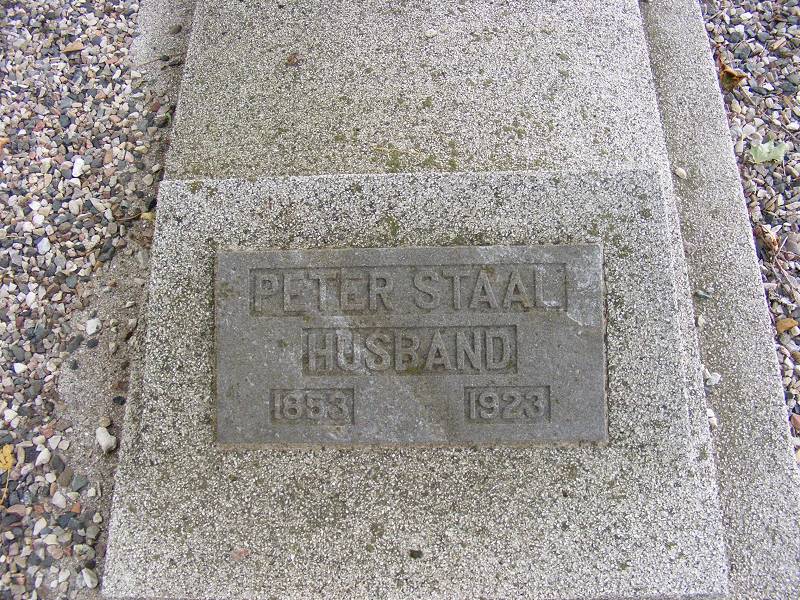 PETER STAAL
HUSBAND
1853 1923